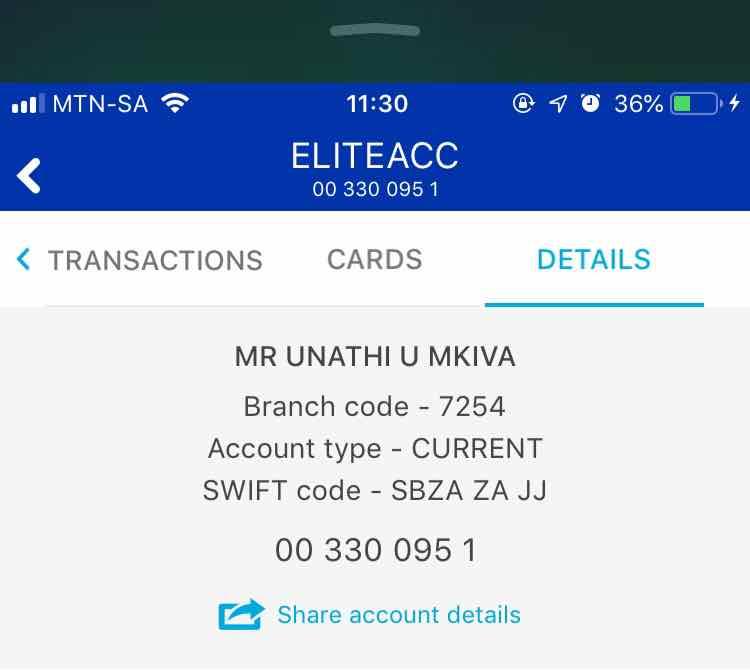 MTN-SA 11:30 36%
ELITEACC
00 330 095 1
TRANSACTIONS CARDS DETAILS
MR UNATHI U MKIVA
Branch code - 7254
Account type - CURRENT
SWIFT code - SBZA ZA JJ
00 330 095 1
Share account details